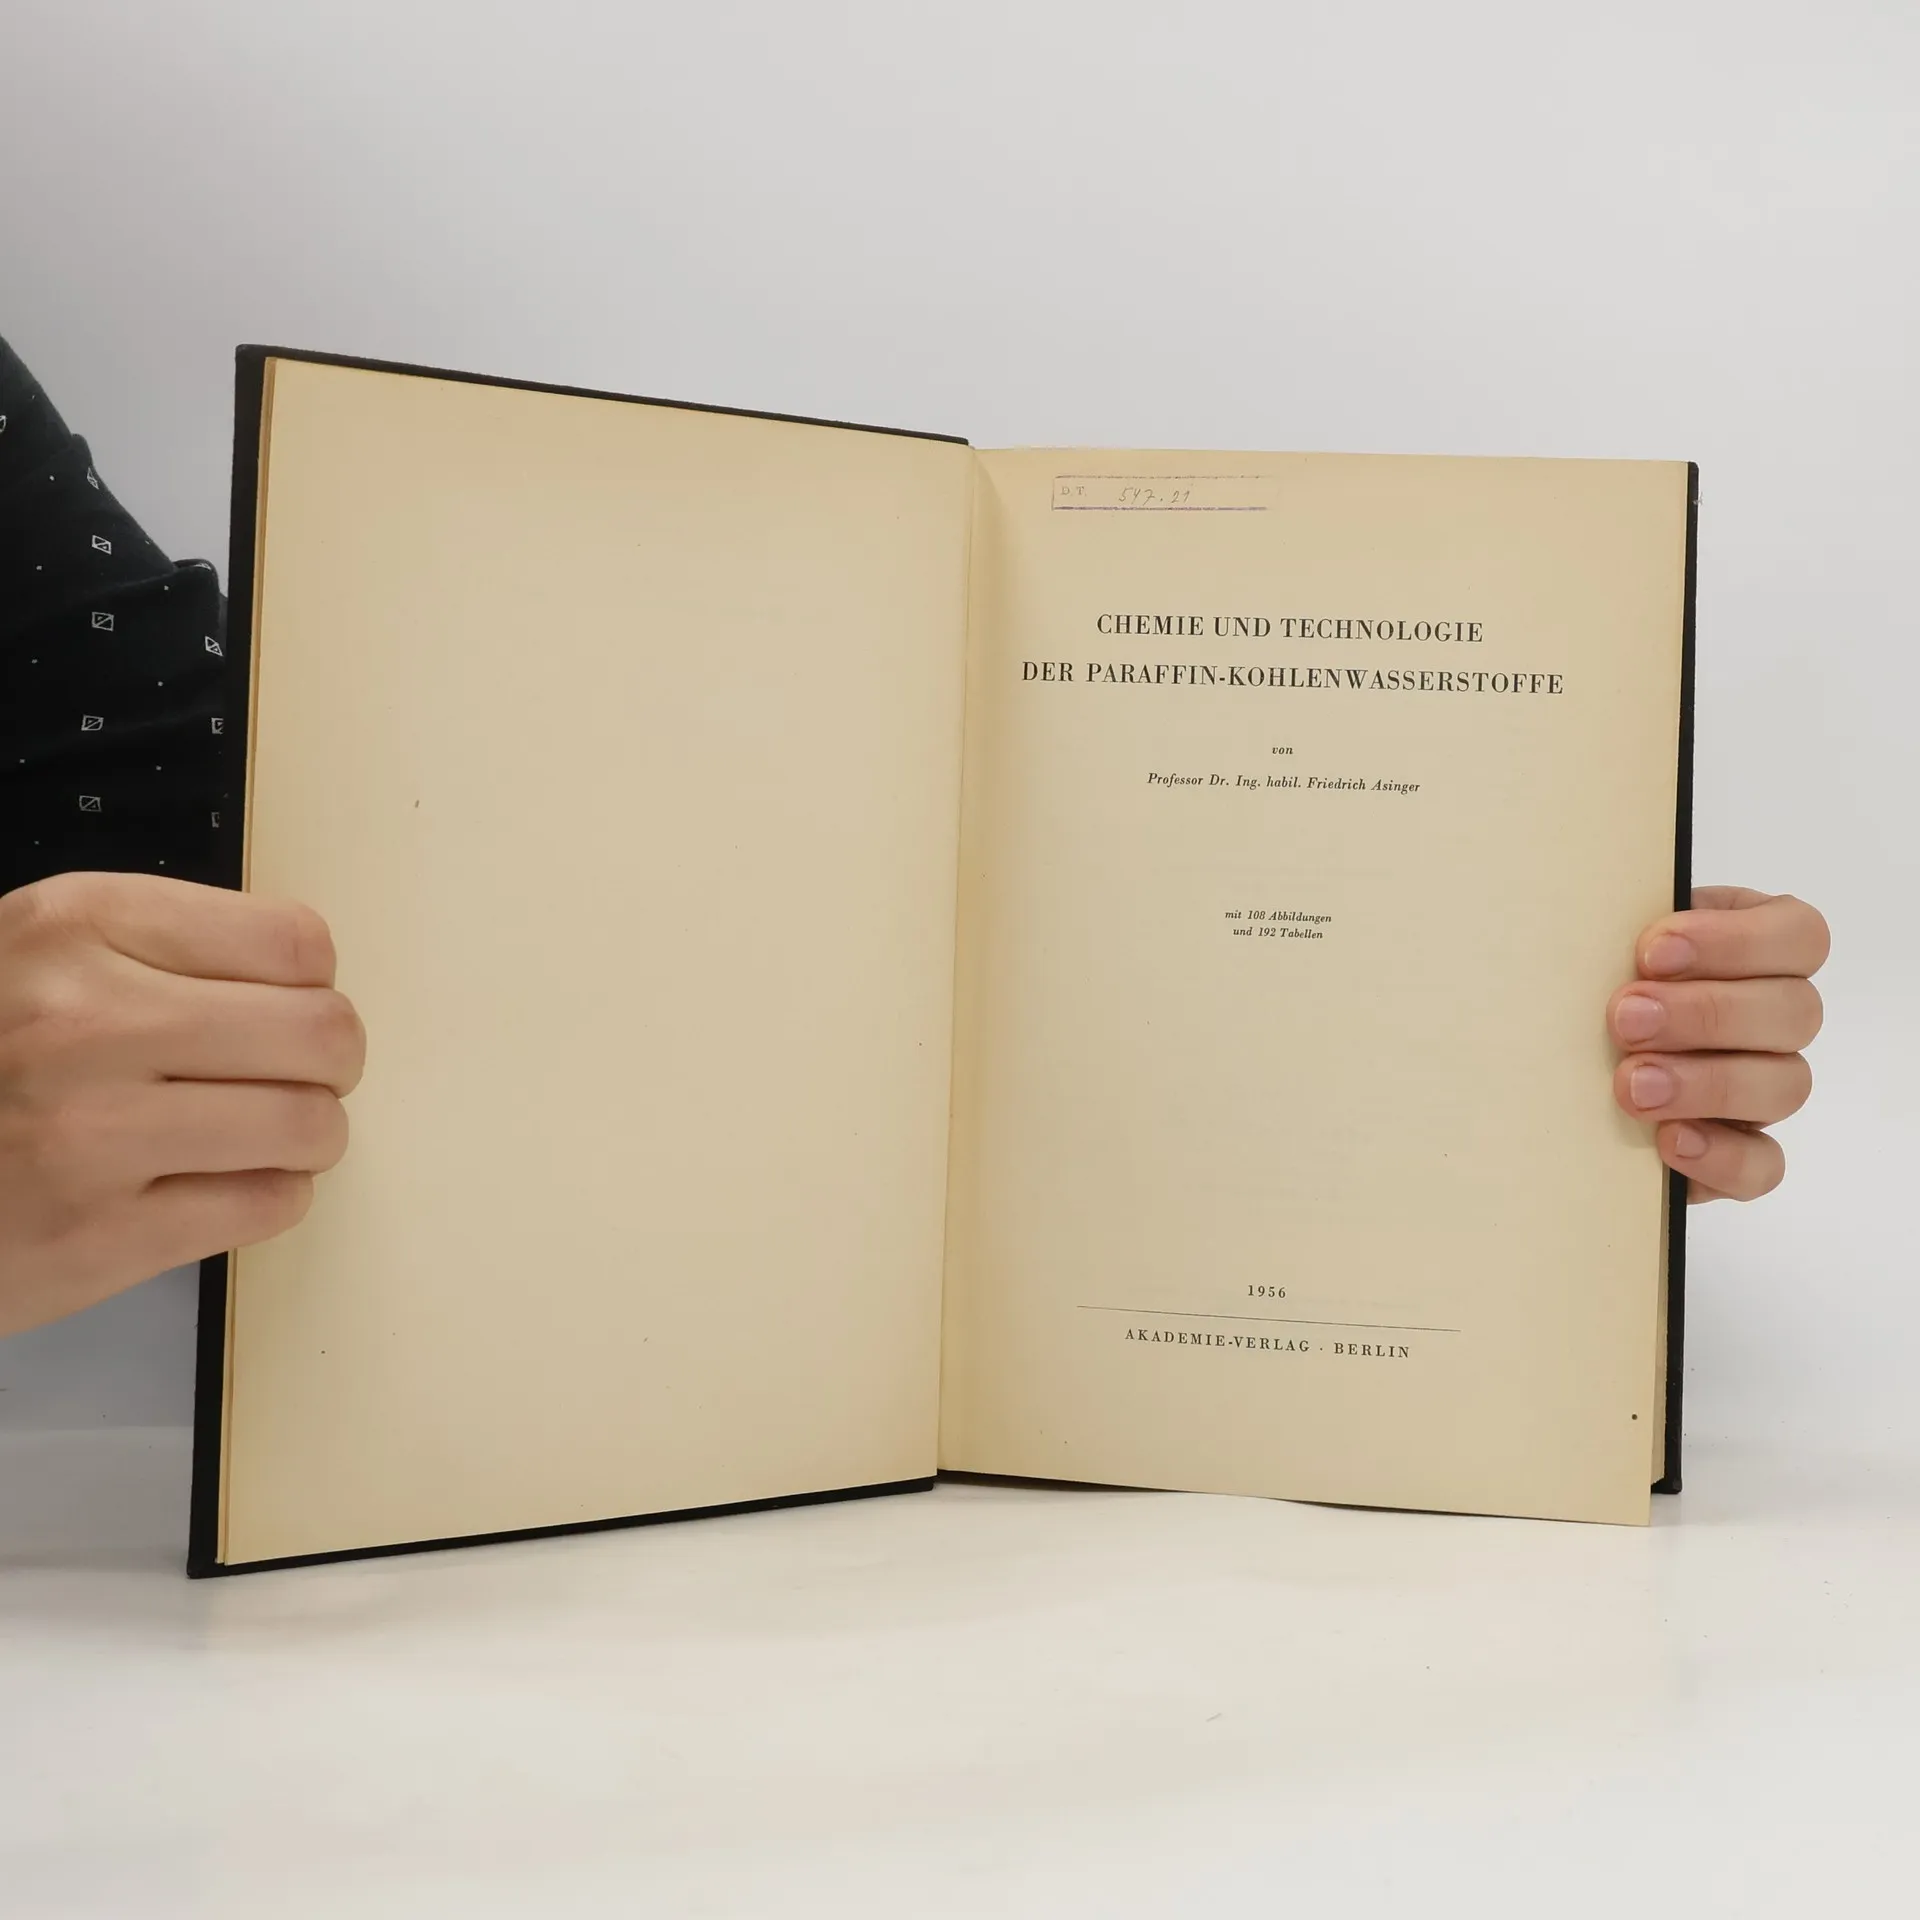 D.T. 547.21
CHEMIE UND TECHNOLOGIE
DER PARAFFIN-KOHLENWASSERSTOFFE
von
Professor Dr. Ing. habil. Friedrich Asinger
mit 108 Abbildungen
und 192 Tabellen
1956
AKADEMIE-VERLAG · BERLIN